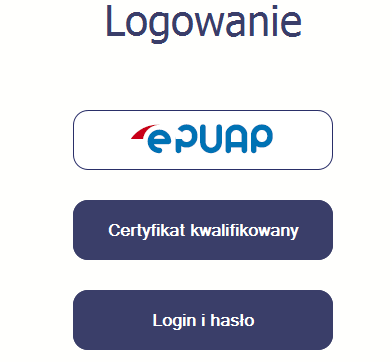 Logowanie
ePUAP
Certyfikat kwalifikowany
Login i hasło